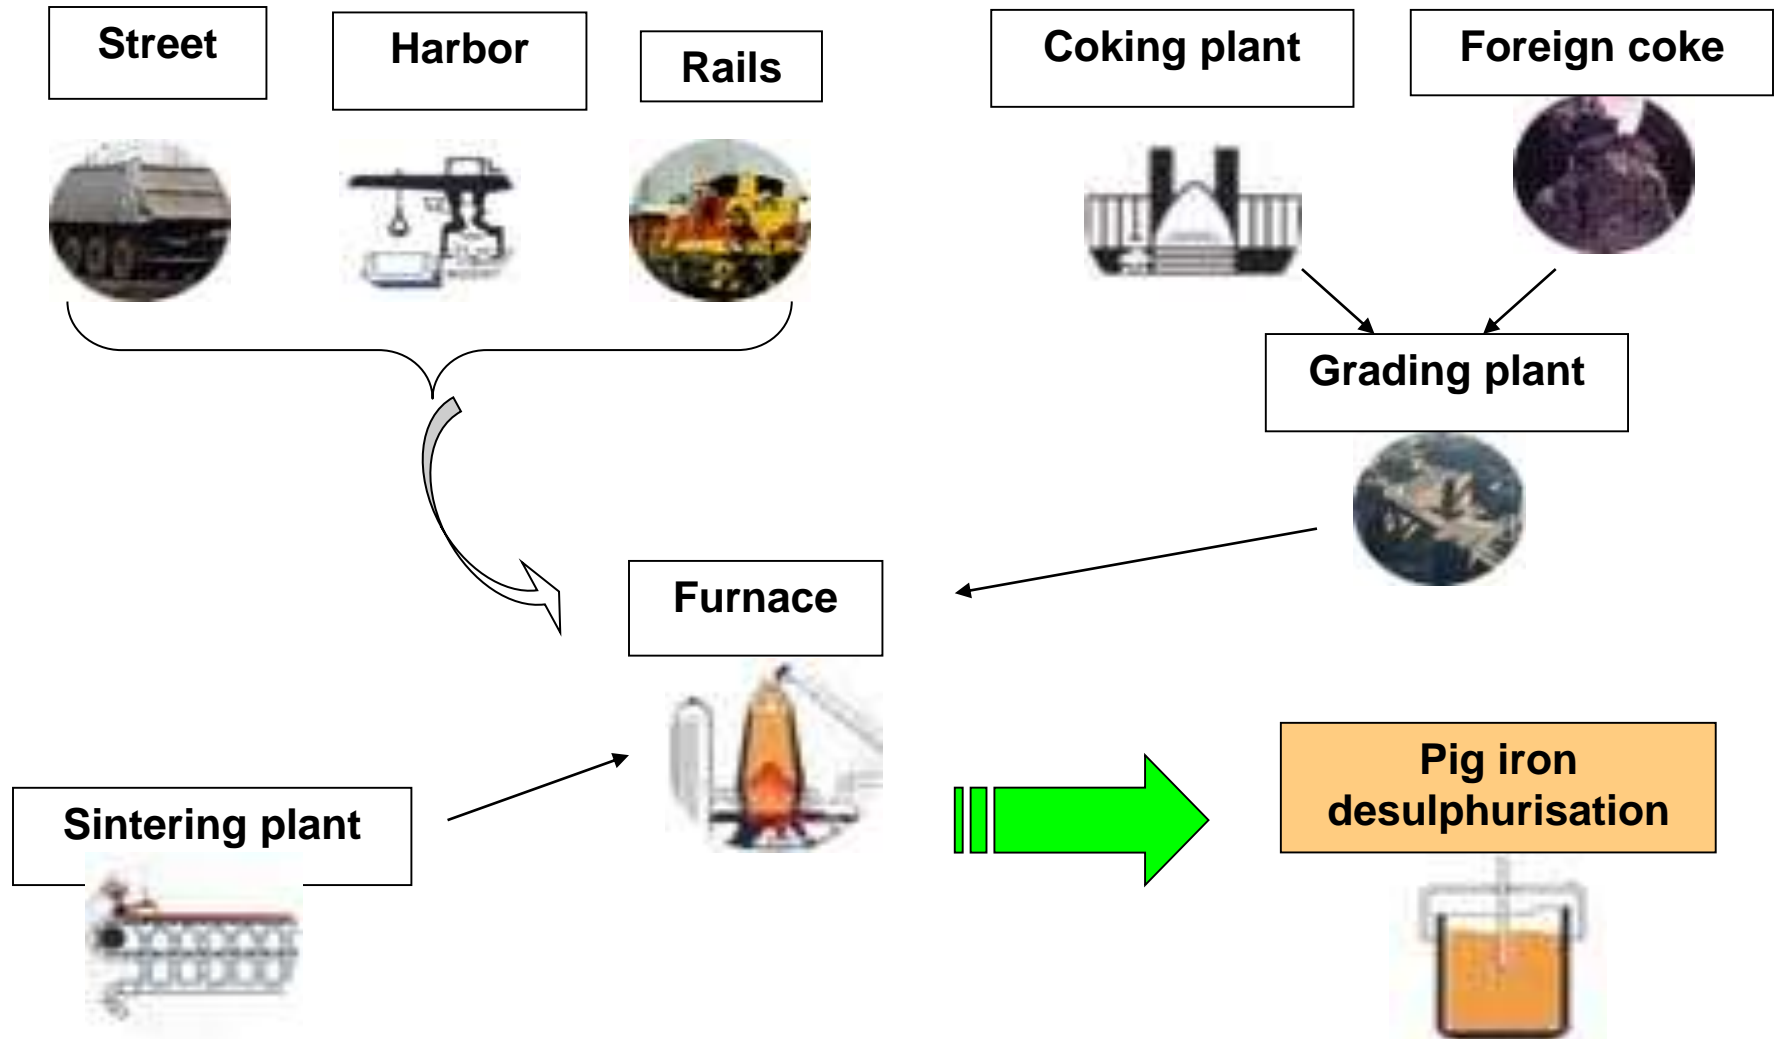 Street
Harbor
Rails
Coking plant
Foreign coke
Grading plant
Furnace
Sintering plant
Pig iron
desulphurisation